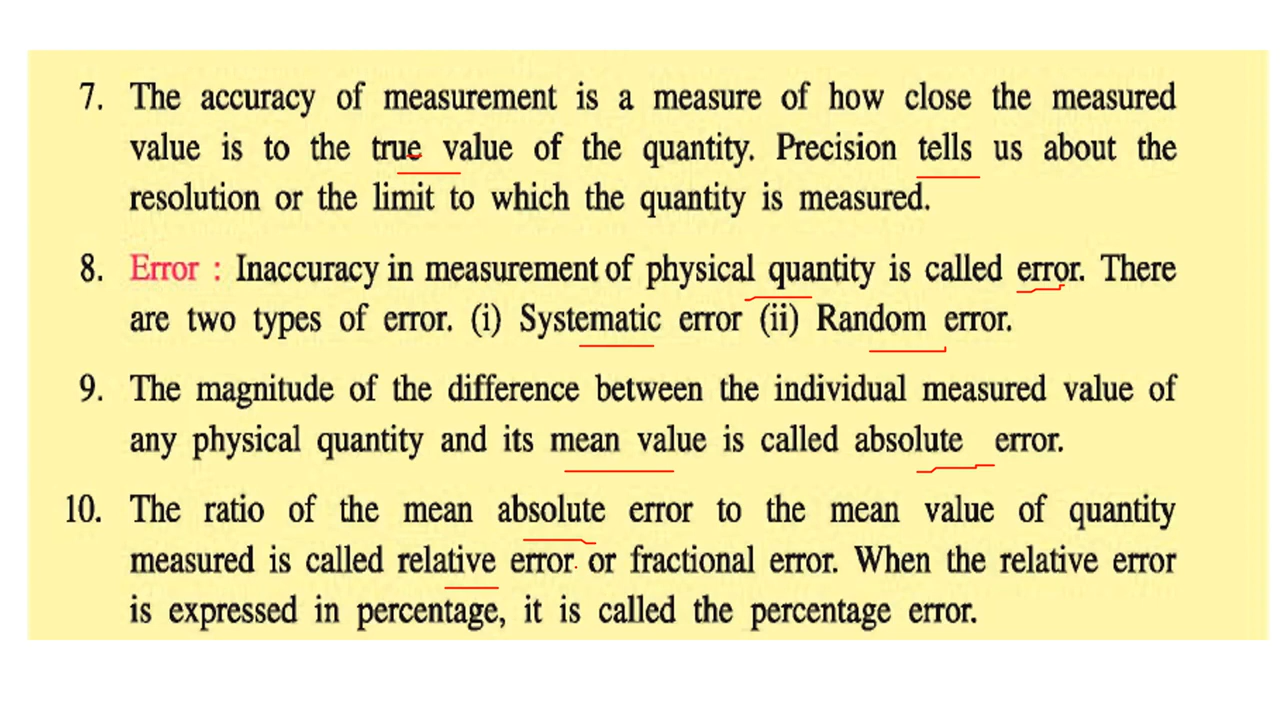 7. The accuracy of measurement is a measure of how close the measured
value is to the true value of the quantity. Precision tells us about the
resolution or the limit to which the quantity is measured.
8. Error : Inaccuracy in measurement of physical quantity is called error. There
are two types of error. (i) Systematic error (ii) Random error.
9. The magnitude of the difference between the individual measured value of
any physical quantity and its mean value is called absolute error.
10. The ratio of the mean absolute error to the mean value of quantity
measured is called relative error or fractional error. When the relative error
is expressed in percentage, it is called the percentage error.